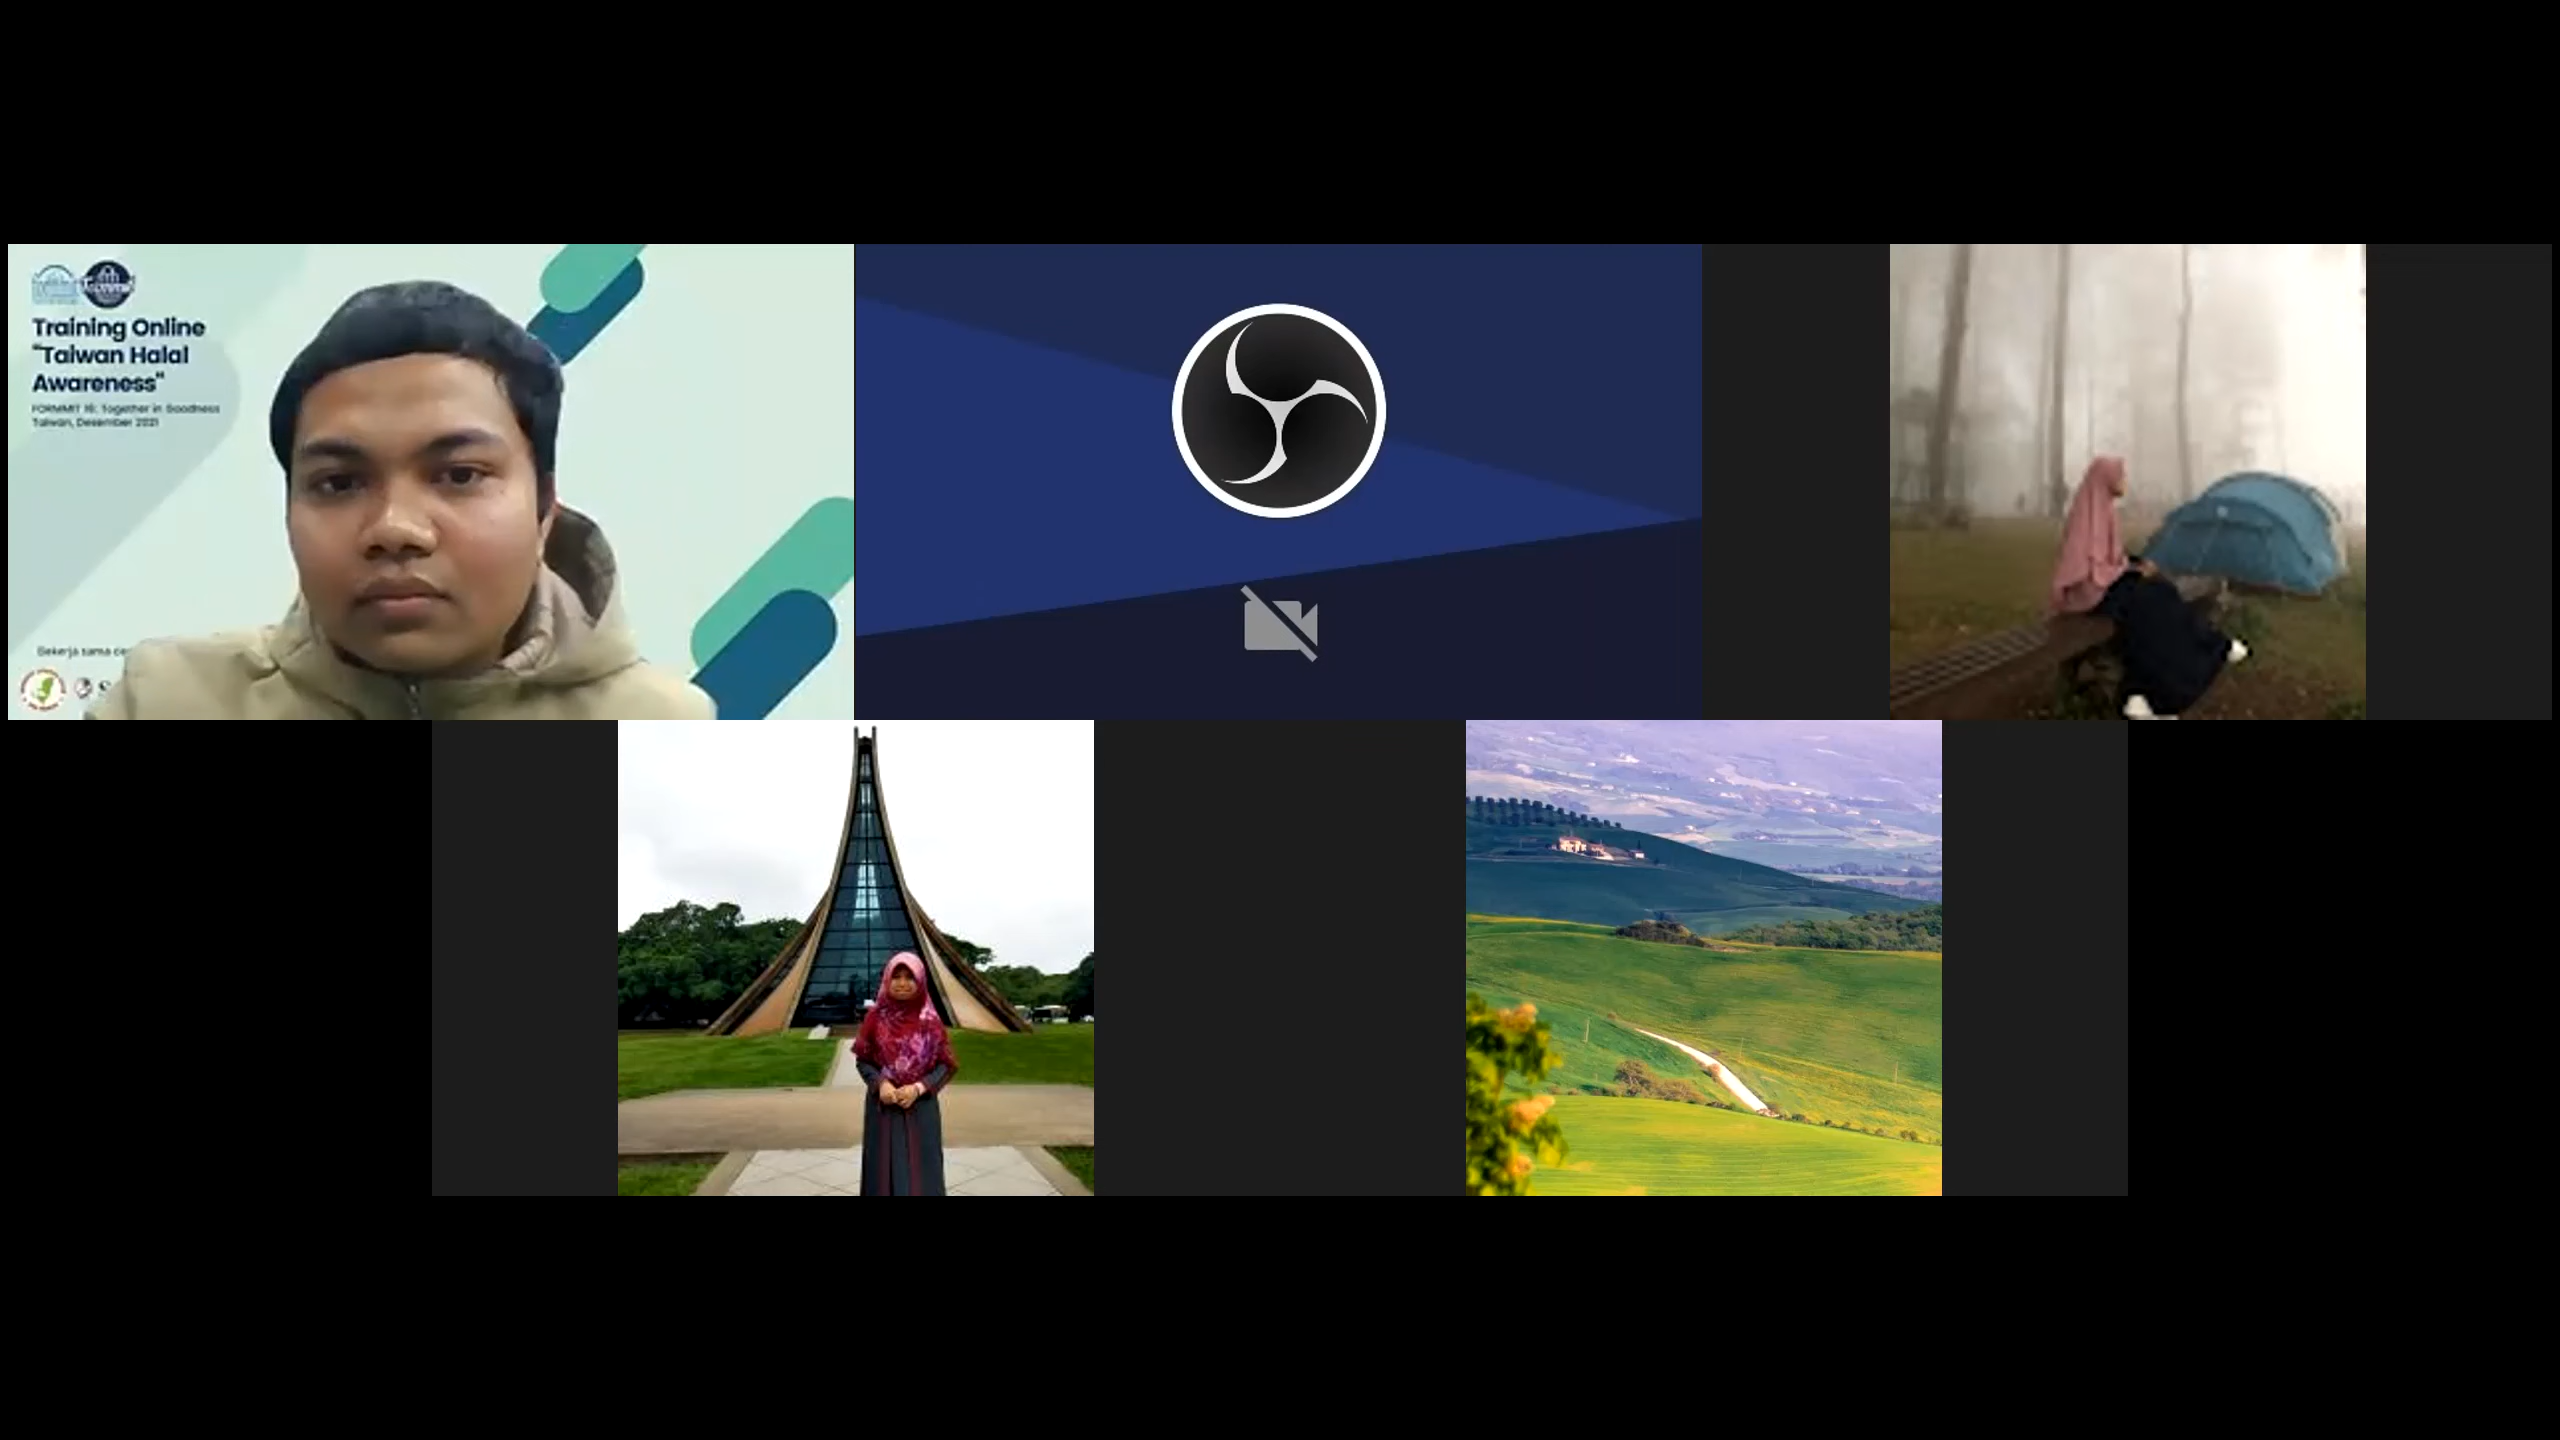 Training Online
"Taiwan Halal
Awareness"
FORMMIT 16: Together in Goodness
Taiwan, Desember 2021
Bekerja sama